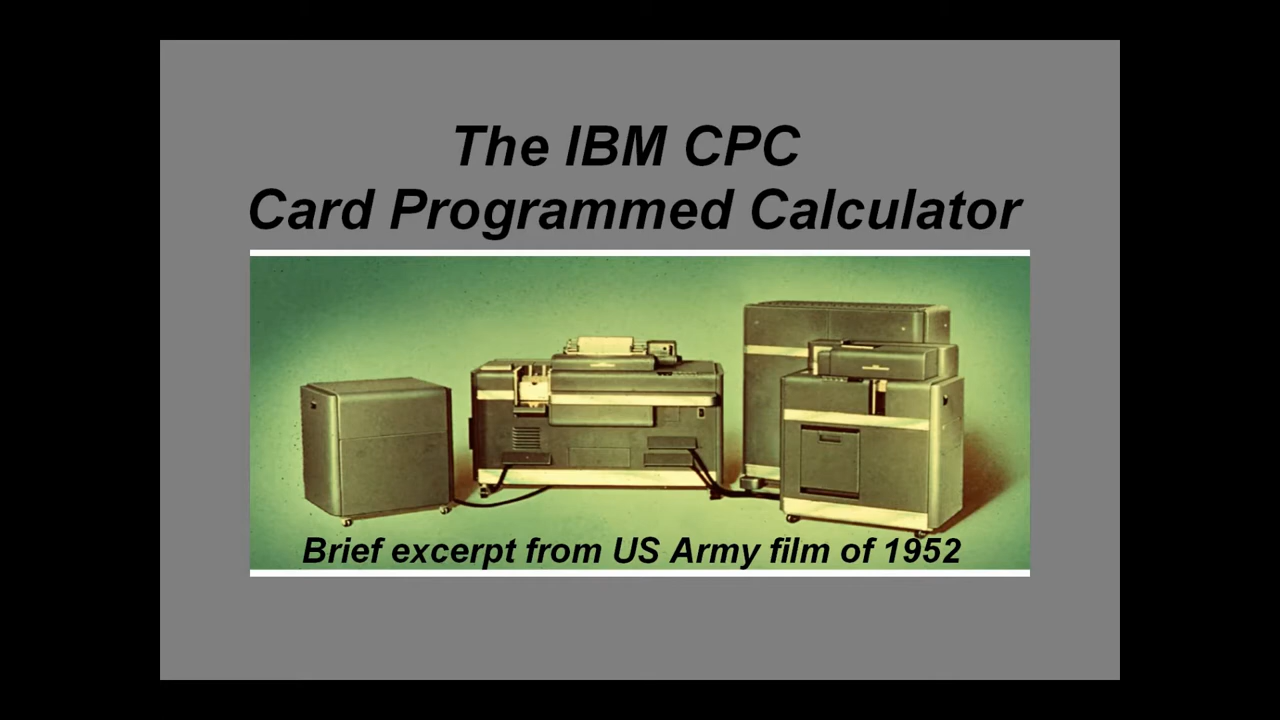 The IBM CPC
Card Programmed Calculator
Brief excerpt from US Army film of 1952